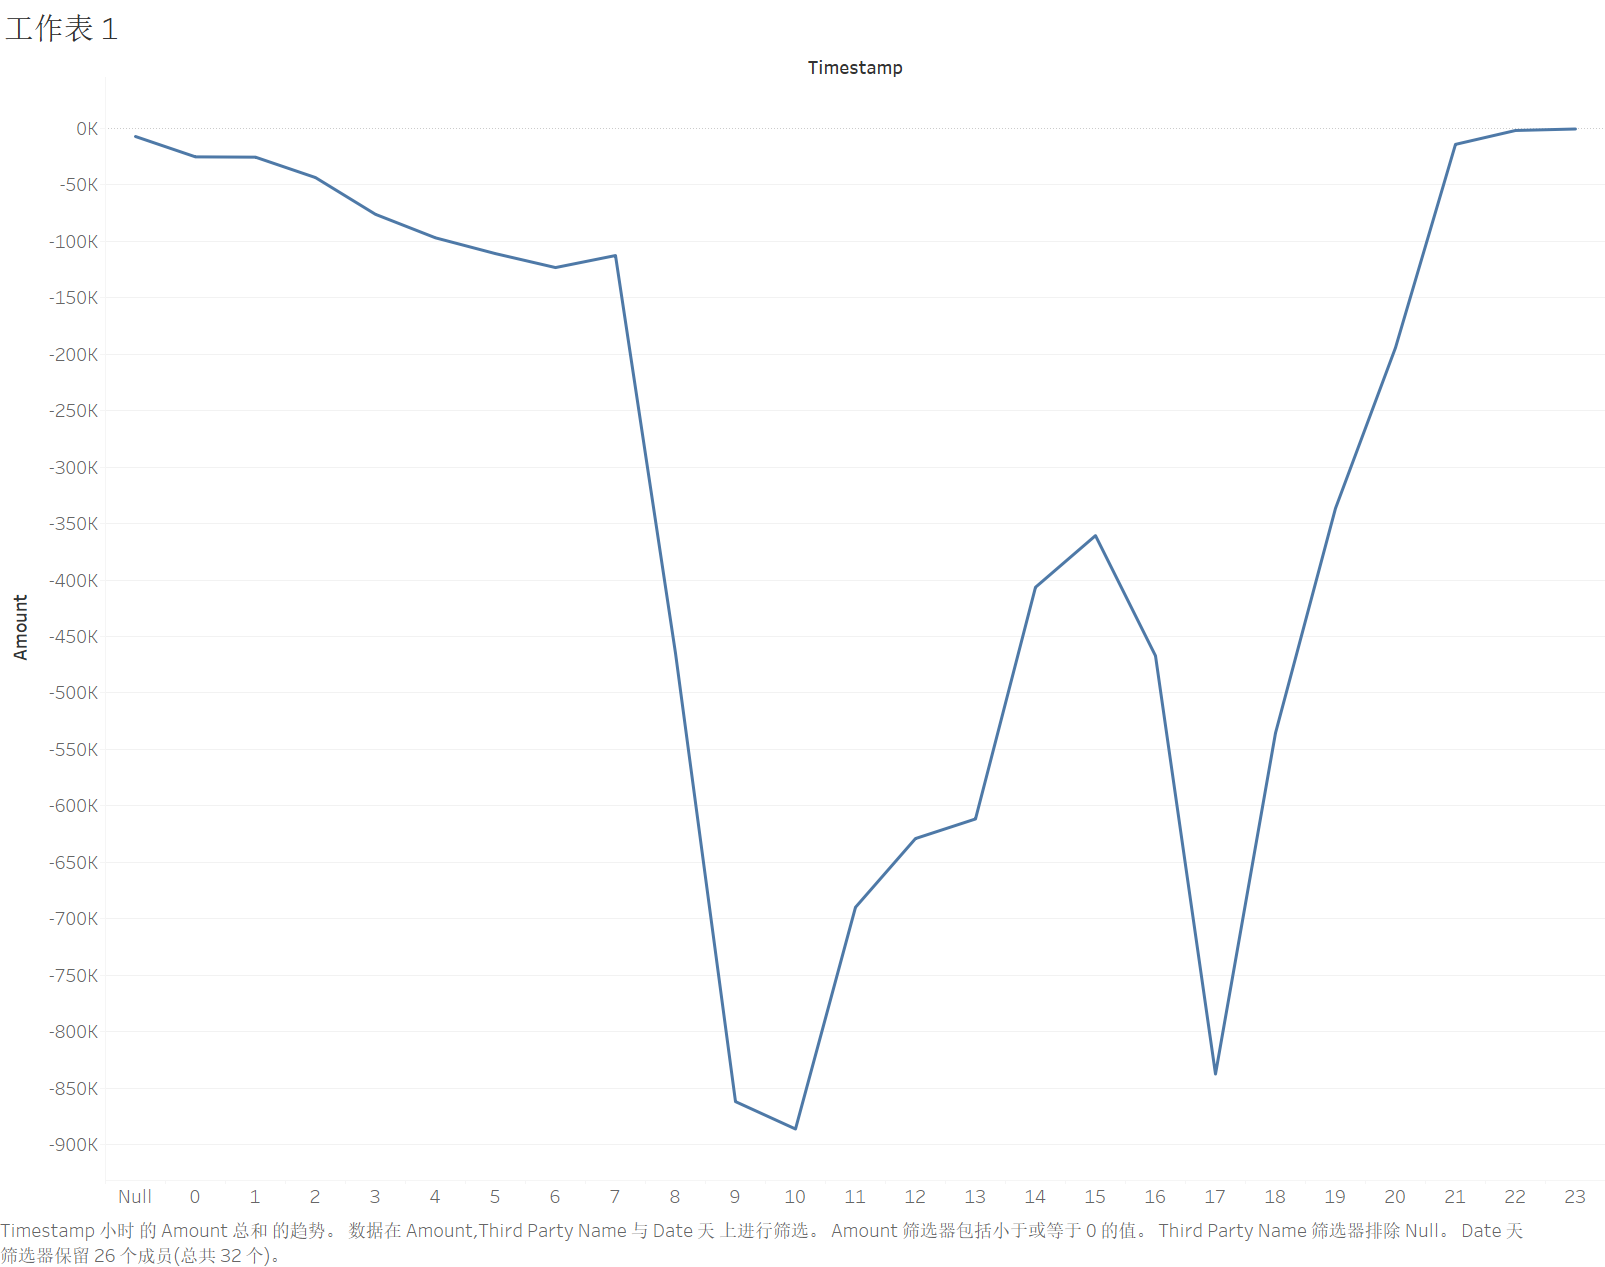 工作表 1
Timestamp
0K
-50K
-100K
-150K
-200K
-250K
-300K
-350K
-400K
-450K
-500K
-550K
-600K
-650K
-700K
-750K
-800K
-850K
-900K
Amount
Null 0 1 2 3 4 5 6 7 8 9 10 11 12 13 14 15 16 17 18 19 20 21 22 23
Timestamp 小时 的 Amount 总和 的趋势。 数据在 Amount,Third Party Name 与 Date 天 上进行筛选。 Amount 筛选器包括小于或等于 0 的值。 Third Party Name 筛选器排除 Null。 Date 天
筛选器保留 26 个成员(总共 32 个)。